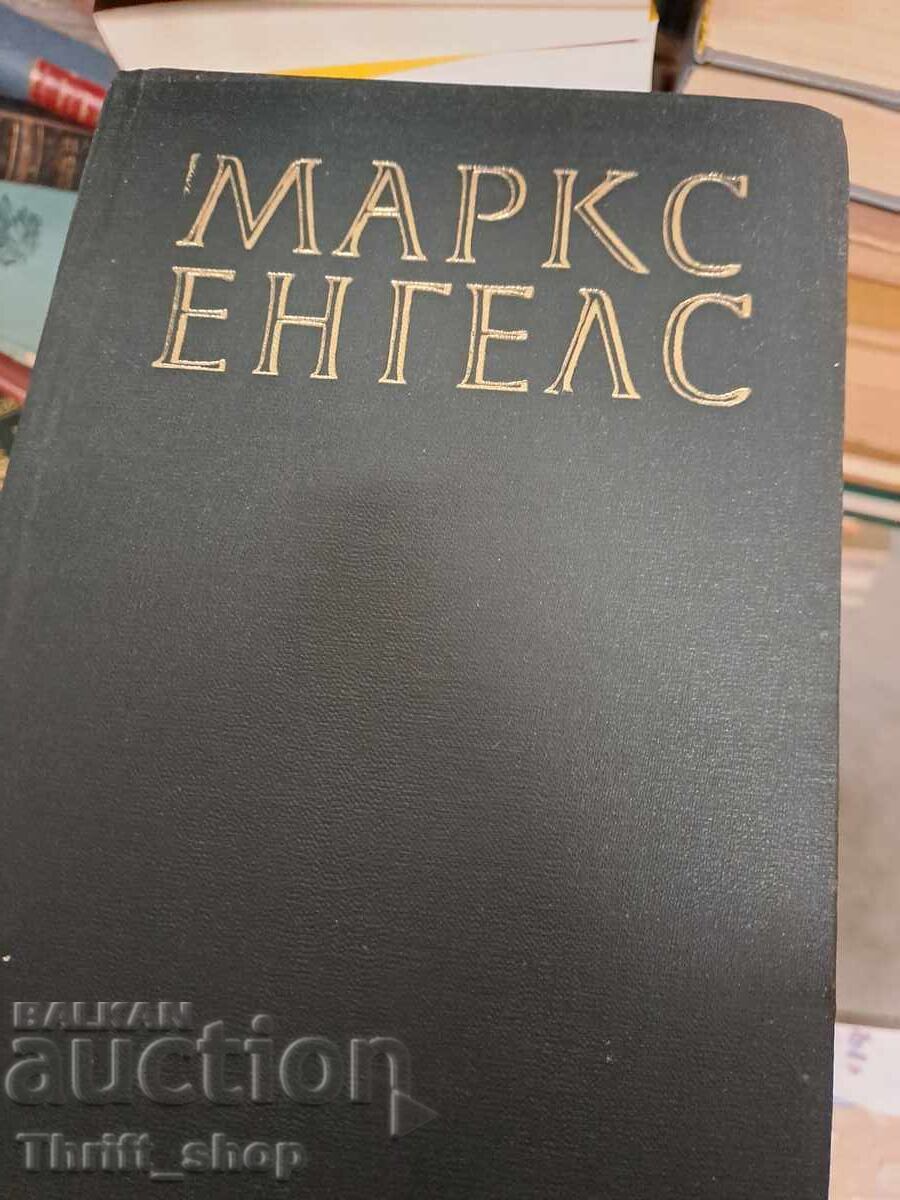 МАРКС
ЕНГЕЛС
BALKAN
auction
Thrift_shop